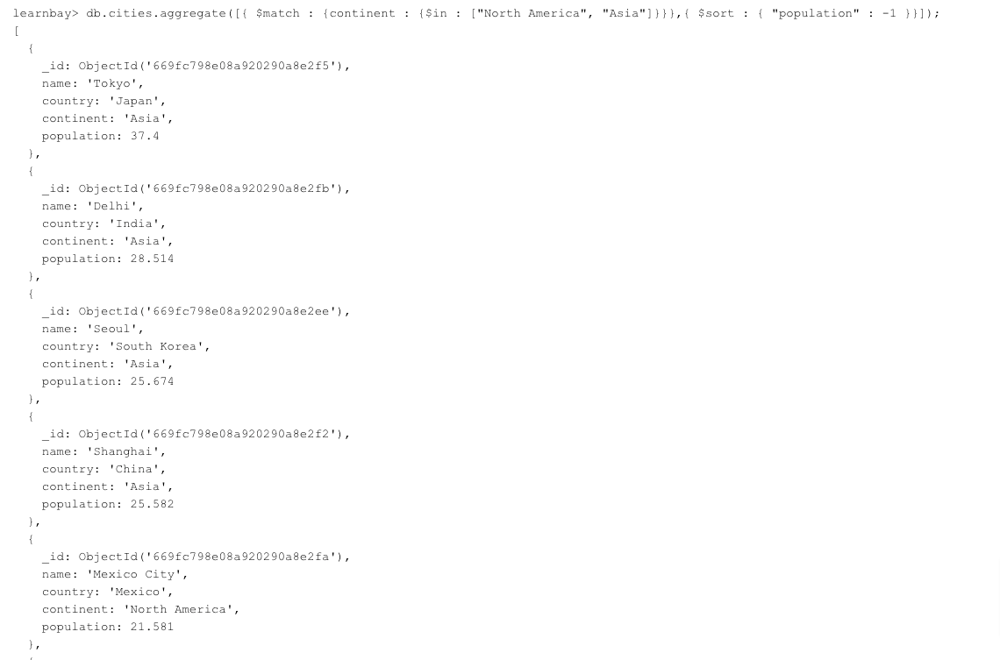 learnbay> db.cities.aggregate([{ $match : {continent : {$in : ["North America", "Asia"]}}},{ $sort : { "population" : -1 }}]);
[
  {
    _id: ObjectId('669fc798e08a920290a8e2f5'),
    name: 'Tokyo',
    country: 'Japan',
    continent: 'Asia',
    population: 37.4
  },
  {
    _id: ObjectId('669fc798e08a920290a8e2fb'),
    name: 'Delhi',
    country: 'India',
    continent: 'Asia',
    population: 28.514
  },
  {
    _id: ObjectId('669fc798e08a920290a8e2ee'),
    name: 'Seoul',
    country: 'South Korea',
    continent: 'Asia',
    population: 25.674
  },
  {
    _id: ObjectId('669fc798e08a920290a8e2f2'),
    name: 'Shanghai',
    country: 'China',
    continent: 'Asia',
    population: 25.582
  },
  {
    _id: ObjectId('669fc798e08a920290a8e2fa'),
    name: 'Mexico City',
    country: 'Mexico',
    continent: 'North America',
    population: 21.581
  },